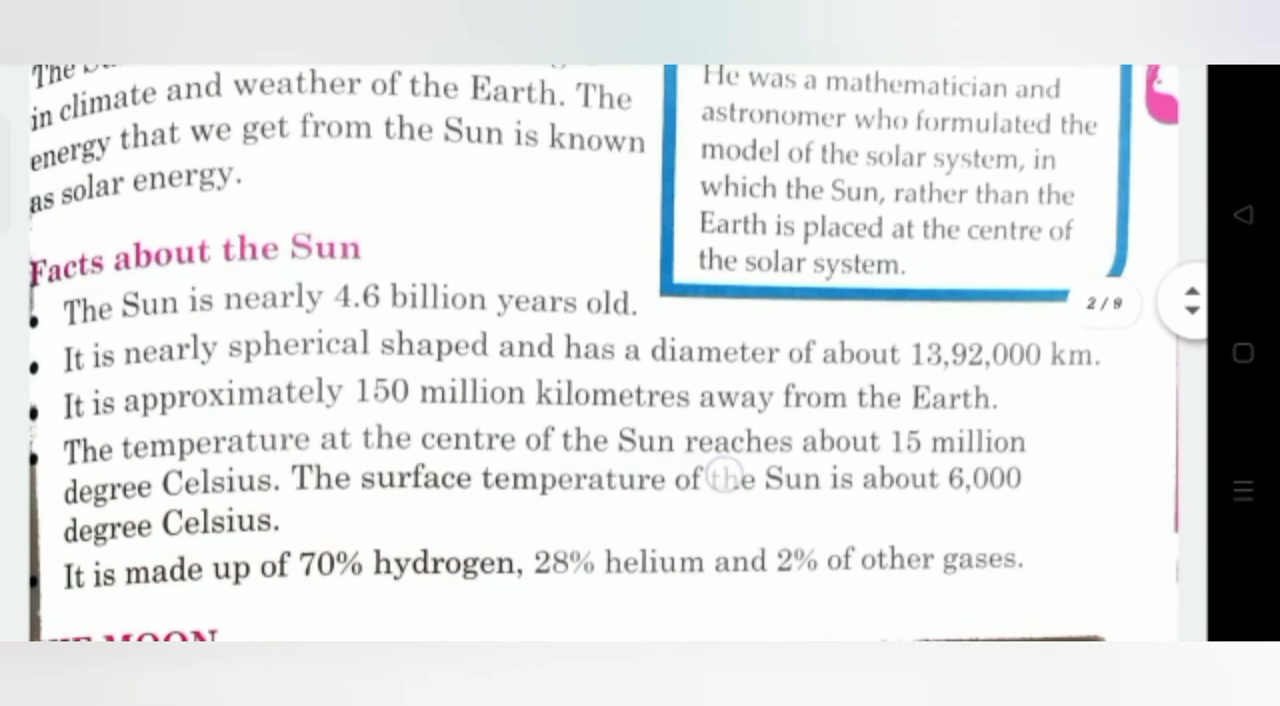 The
in climate and weather of the Earth. The
energy that we get from the Sun is known
as solar energy.
He was a mathematician and
astronomer who formulated the
model of the solar system, in
which the Sun, rather than the
Earth is placed at the centre of
the solar system.
2 / 9
Facts about the Sun
• The Sun is nearly 4.6 billion years old.
• It is nearly spherical shaped and has a diameter of about 13,92,000 km.
• It is approximately 150 million kilometres away from the Earth.
• The temperature at the centre of the Sun reaches about 15 million
degree Celsius. The surface temperature of the Sun is about 6,000
degree Celsius.
• It is made up of 70% hydrogen, 28% helium and 2% of other gases.
MOON